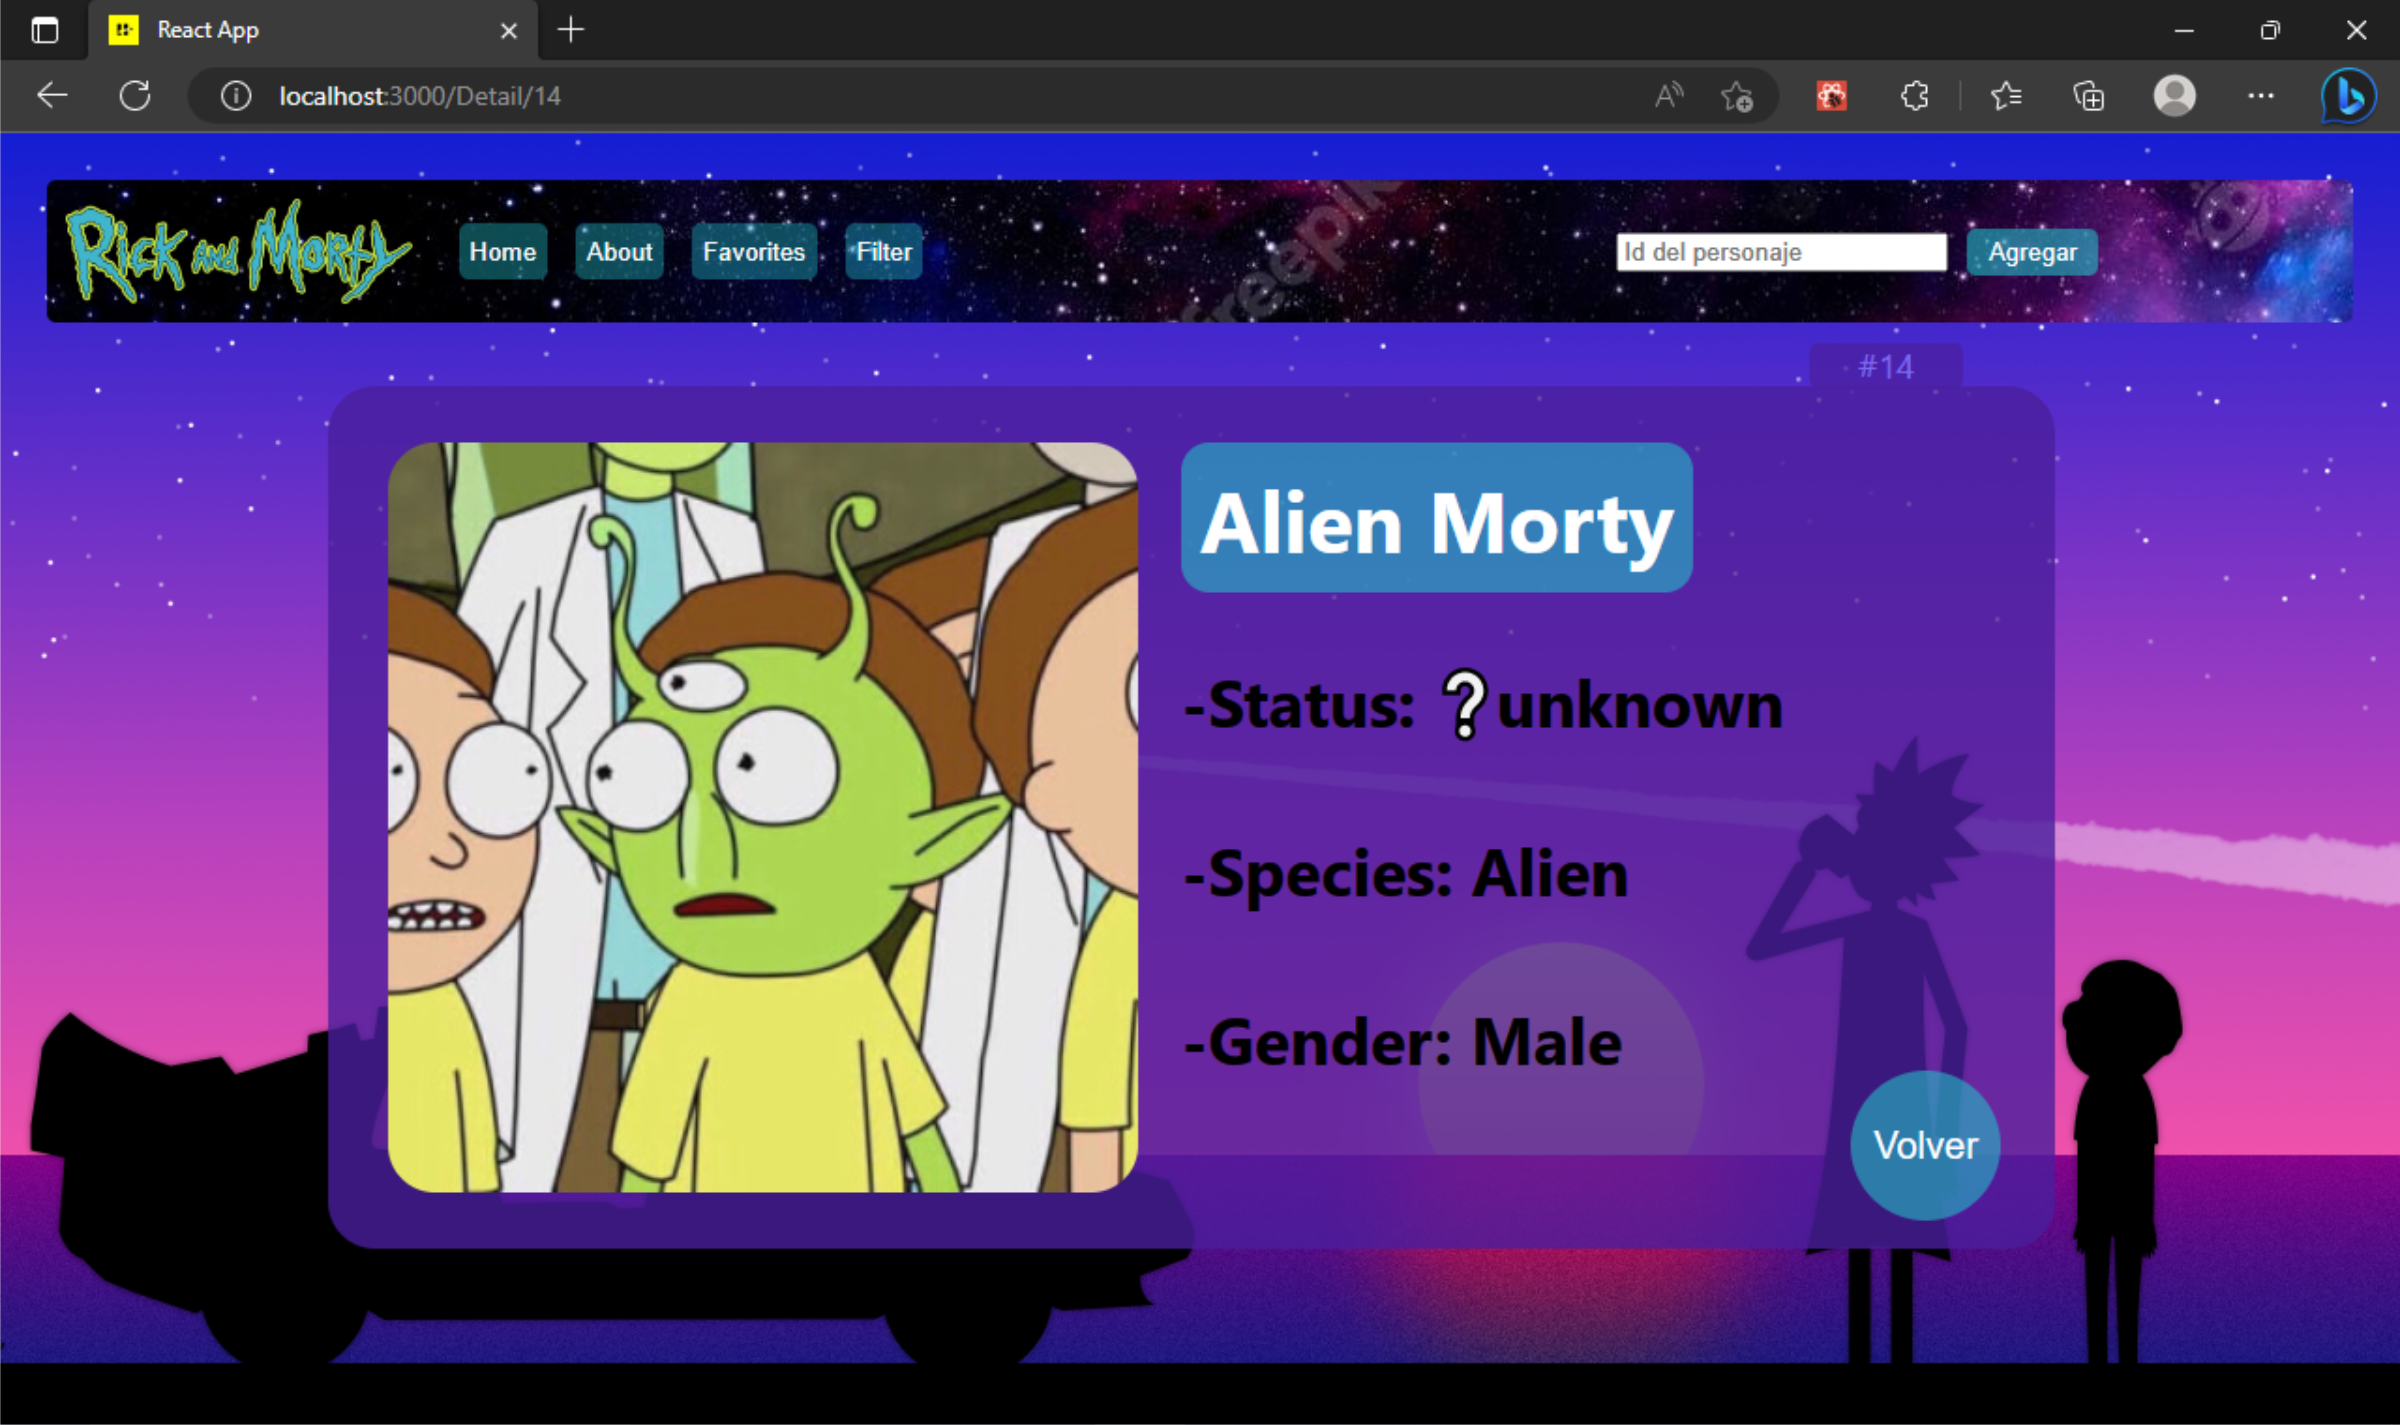 React App
localhost:3000/Detail/14
Rick and Morty
Home About Favorites Filter
Id del personaje Agregar
freepik
#14
Alien Morty
-Status: ❔unknown
-Species: Alien
-Gender: Male
Volver